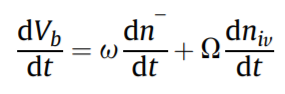 dV_b/dt = ω dn⁻/dt + Ω dn_iv/dt